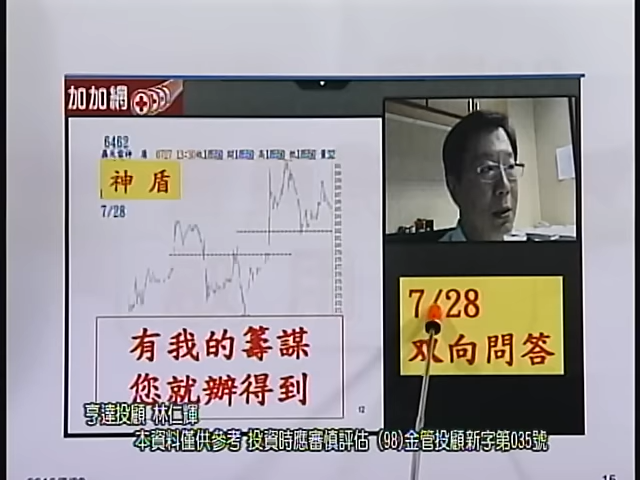 加加網
6462
神盾
7/28
有我的籌謀
您就辦得到
12
7/28
双向問答
亨達投顧 林仁暉
本資料僅供參考 投資時應審慎評估 (98)金管投顧新字第035號
15